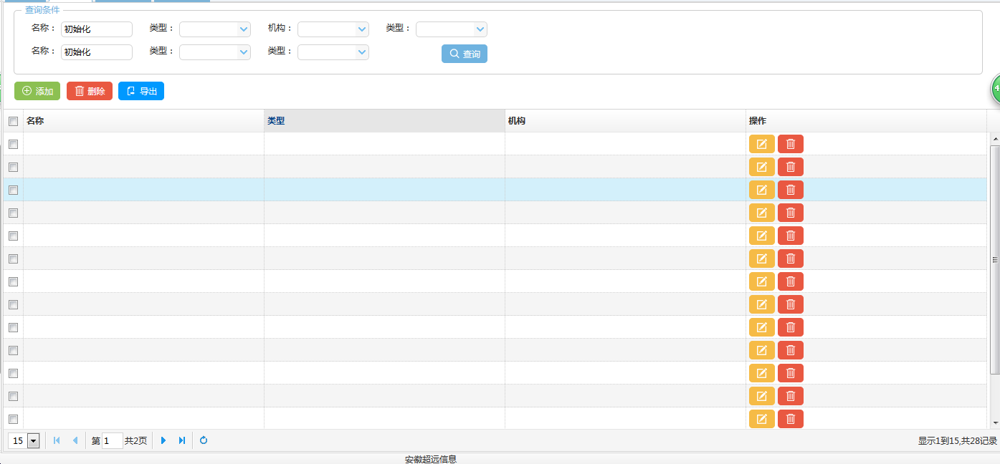 查询条件
名称： 初始化 类型： 机构： 类型：
名称： 初始化 类型： 类型： 查询
添加 删除 导出
名称 类型 机构 操作
15 第 1 共2页 显示1到15,共28记录
安徽超远信息